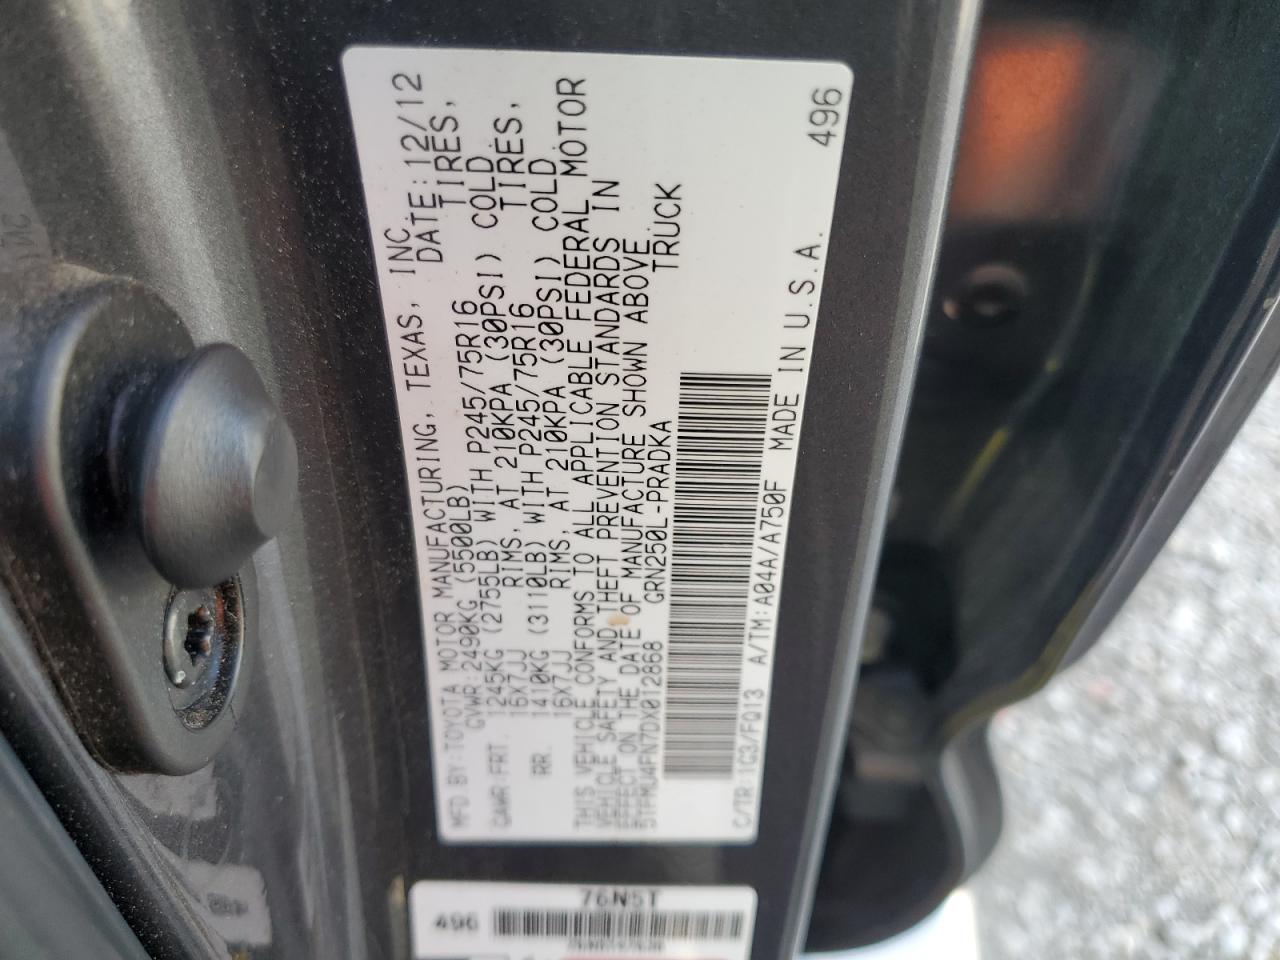 MFD BY: TOYOTA MOTOR MANUFACTURING, TEXAS, INC.
GVWR: 2490KG (5500LB) DATE: 12/12
GAWR FRT. 1245KG (2755LB) WITH P245/75R16 TIRES,
16X7JJ RIMS, AT 210KPA (30PSI) COLD
RR. 1410KG (3110LB) WITH P245/75R16 TIRES,
16X7JJ RIMS, AT 210KPA (30PSI) COLD
THIS VEHICLE CONFORMS TO ALL APPLICABLE FEDERAL MOTOR
VEHICLE SAFETY AND THEFT PREVENTION STANDARDS IN
EFFECT ON THE DATE OF MANUFACTURE SHOWN ABOVE.
5TFMU4FN7DX012868 GRN250L-PRADKA TRUCK
C/TR: 1G3/FQ13 A/TM: A04A/A750F MADE IN U.S.A. 496
76N5T
496